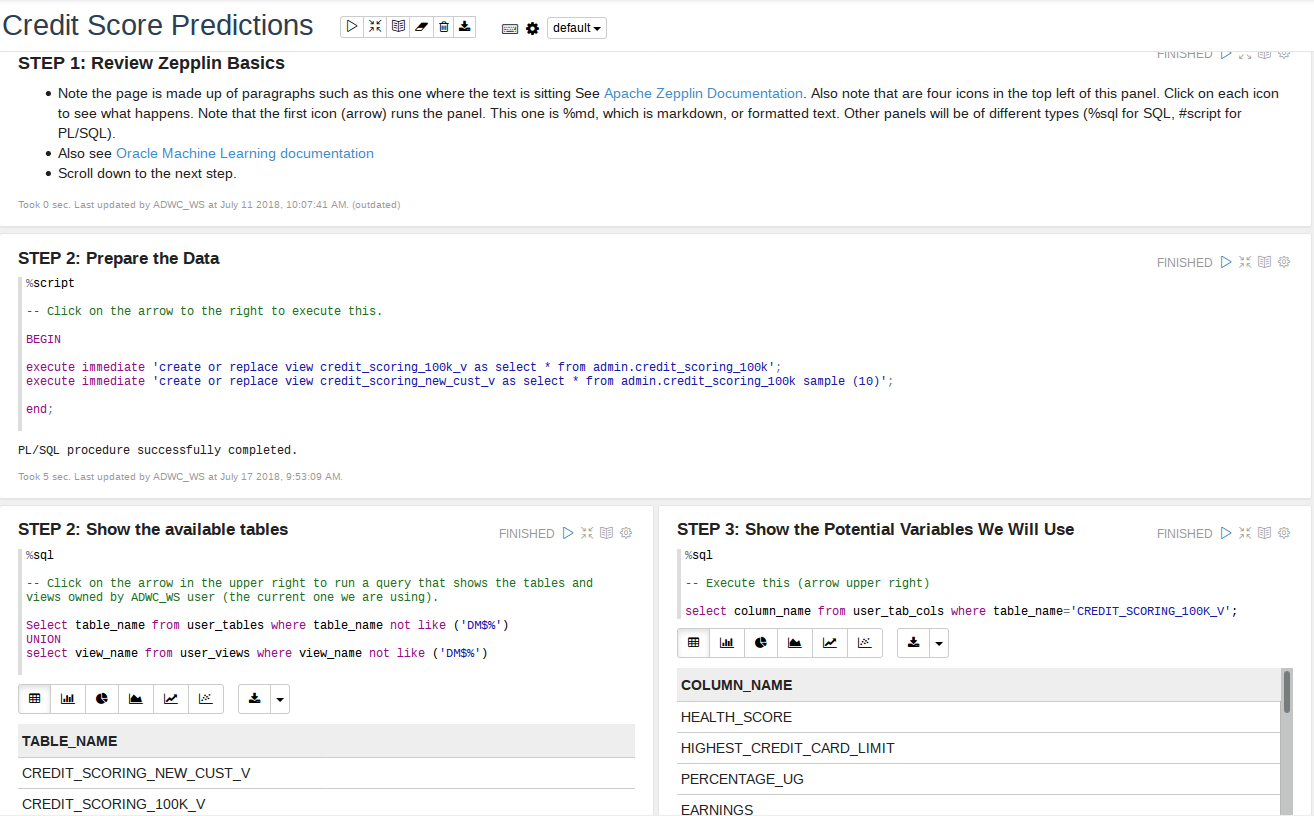 Credit Score Predictions
default
STEP 1: Review Zepplin Basics
FINISHED
Note the page is made up of paragraphs such as this one where the text is sitting See Apache Zepplin Documentation. Also note that are four icons in the top left of this panel. Click on each icon
to see what happens. Note that the first icon (arrow) runs the panel. This one is %md, which is markdown, or formatted text. Other panels will be of different types (%sql for SQL, #script for
PL/SQL).
Also see Oracle Machine Learning documentation
Scroll down to the next step.
Took 0 sec. Last updated by ADWC_WS at July 11 2018, 10:07:41 AM. (outdated)
STEP 2: Prepare the Data
FINISHED
%script
-- Click on the arrow to the right to execute this.
BEGIN
execute immediate 'create or replace view credit_scoring_100k_v as select * from admin.credit_scoring_100k';
execute immediate 'create or replace view credit_scoring_new_cust_v as select * from admin.credit_scoring_100k sample (10)';
end;
PL/SQL procedure successfully completed.
Took 5 sec. Last updated by ADWC_WS at July 17 2018, 9:53:09 AM.
STEP 2: Show the available tables
FINISHED
%sql
-- Click on the arrow in the upper right to run a query that shows the tables and
views owned by ADWC_WS user (the current one we are using).
Select table_name from user_tables where table_name not like ('DM$%')
UNION
select view_name from user_views where view_name not like ('DM$%')
TABLE_NAME
CREDIT_SCORING_NEW_CUST_V
CREDIT_SCORING_100K_V
STEP 3: Show the Potential Variables We Will Use
FINISHED
%sql
-- Execute this (arrow upper right)
select column_name from user_tab_cols where table_name='CREDIT_SCORING_100K_V';
COLUMN_NAME
HEALTH_SCORE
HIGHEST_CREDIT_CARD_LIMIT
PERCENTAGE_UG
EARNINGS